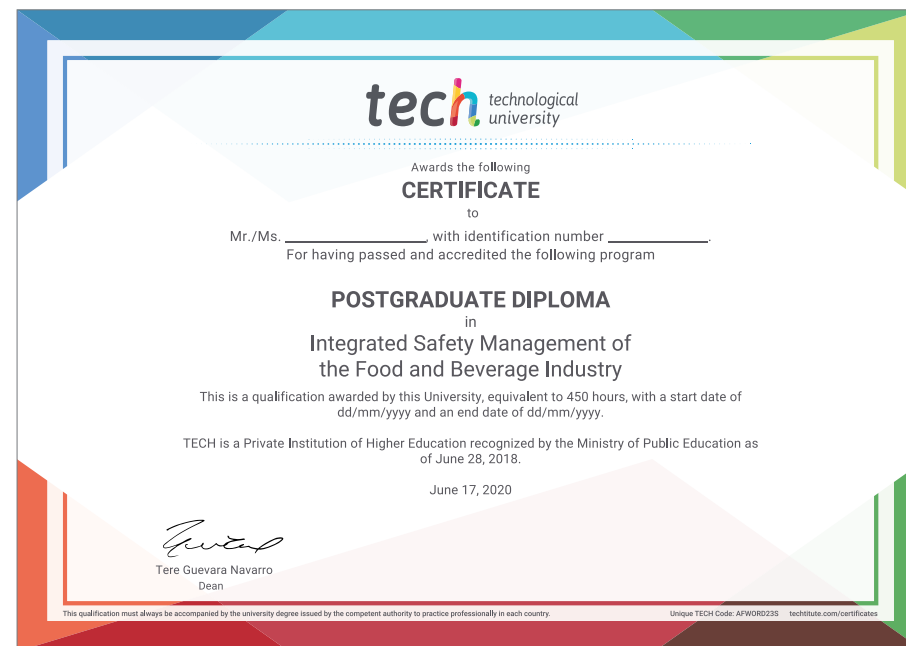 tech technological
university
Awards the following
CERTIFICATE
to
Mr./Ms. ____________________, with identification number ______________.
For having passed and accredited the following program
POSTGRADUATE DIPLOMA
in
Integrated Safety Management of
the Food and Beverage Industry
This is a qualification awarded by this University, equivalent to 450 hours, with a start date of
dd/mm/yyyy and an end date of dd/mm/yyyy.
TECH is a Private Institution of Higher Education recognized by the Ministry of Public Education as
of June 28, 2018.
June 17, 2020
Tere Guevara Navarro
Dean
This qualification must always be accompanied by the university degree issued by the competent authority to practice professionally in each country. Unique TECH Code: AFWORD23S techtitute.com/certificates